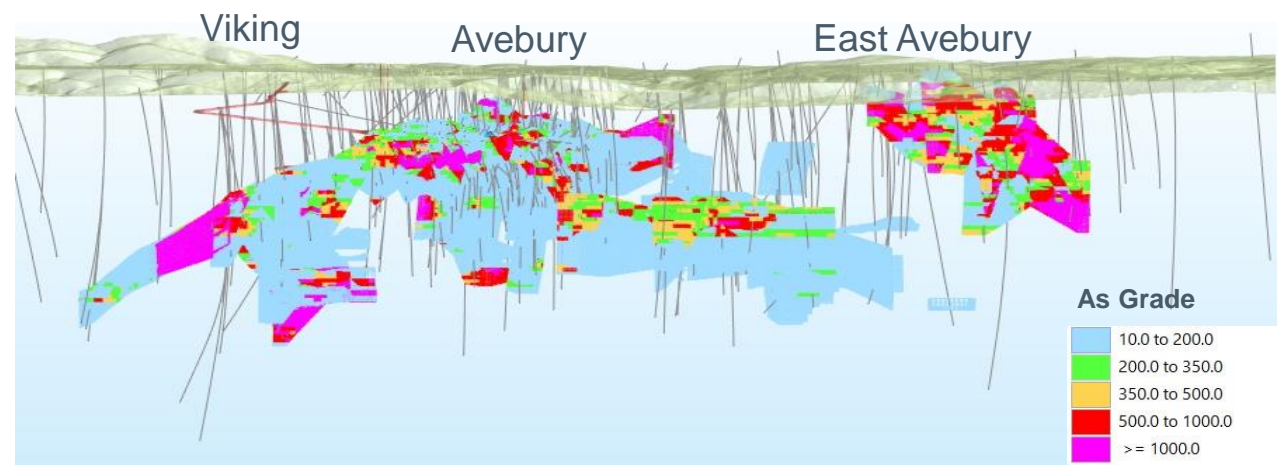 Viking
Avebury
East Avebury
As Grade
10.0 to 200.0
200.0 to 350.0
350.0 to 500.0
500.0 to 1000.0
>= 1000.0